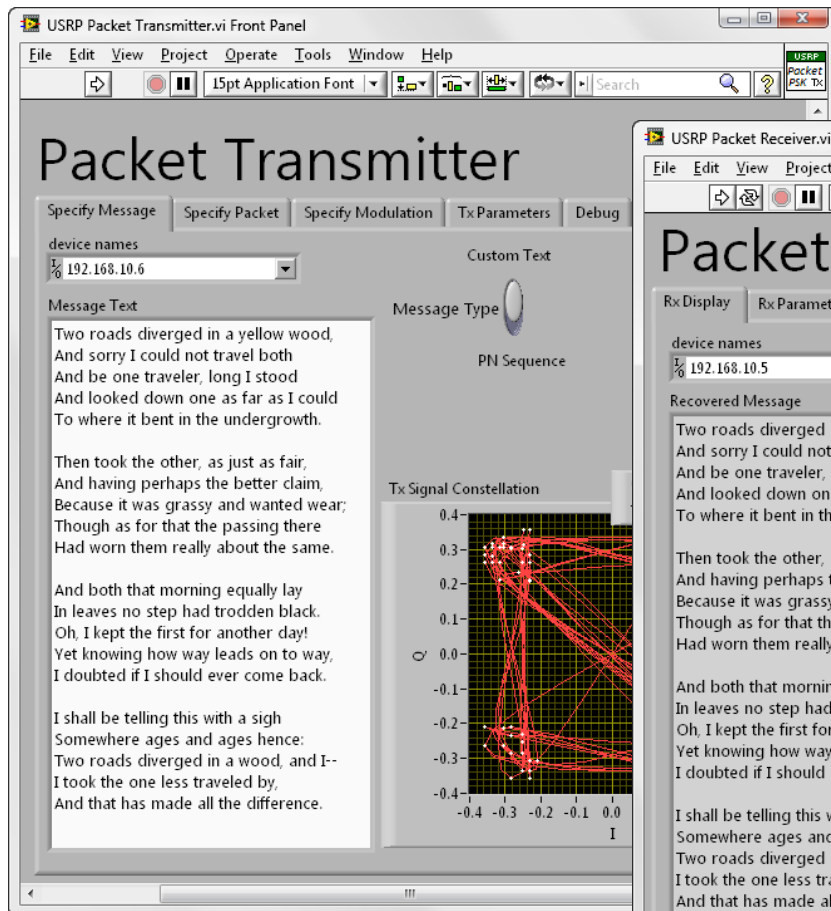 USRP Packet Transmitter.vi Front Panel
File Edit View Project Operate Tools Window Help
15pt Application Font
Search
USRP
Packet
PSK Tx
Packet Transmitter
Specify Message
Specify Packet
Specify Modulation
Tx Parameters
Debug
device names
192.168.10.6
Message Text
Two roads diverged in a yellow wood,
And sorry I could not travel both
And be one traveler, long I stood
And looked down one as far as I could
To where it bent in the undergrowth.
Then took the other, as just as fair,
And having perhaps the better claim,
Because it was grassy and wanted wear;
Though as for that the passing there
Had worn them really about the same.
And both that morning equally lay
In leaves no step had trodden black.
Oh, I kept the first for another day!
Yet knowing how way leads on to way,
I doubted if I should ever come back.
I shall be telling this with a sigh
Somewhere ages and ages hence:
Two roads diverged in a wood, and I--
I took the one less traveled by,
And that has made all the difference.
Custom Text
Message Type
PN Sequence
Tx Signal Constellation
0.4
0.3
0.2
0.1
0.0
-0.1
-0.2
-0.3
-0.4
Q
-0.4 -0.3 -0.2 -0.1 0.0
I
USRP Packet Receiver.vi
File Edit View Project
Packet
Rx Display
Rx Paramet
device names
192.168.10.5
Recovered Message
Two roads diverged
And sorry I could not
And be one traveler,
And looked down on
To where it bent in th
Then took the other,
And having perhaps t
Because it was grassy
Though as for that th
Had worn them really
And both that mornin
In leaves no step had
Oh, I kept the first for
Yet knowing how way
I doubted if I should
I shall be telling this w
Somewhere ages and
Two roads diverged
I took the one less tra
And that has made al